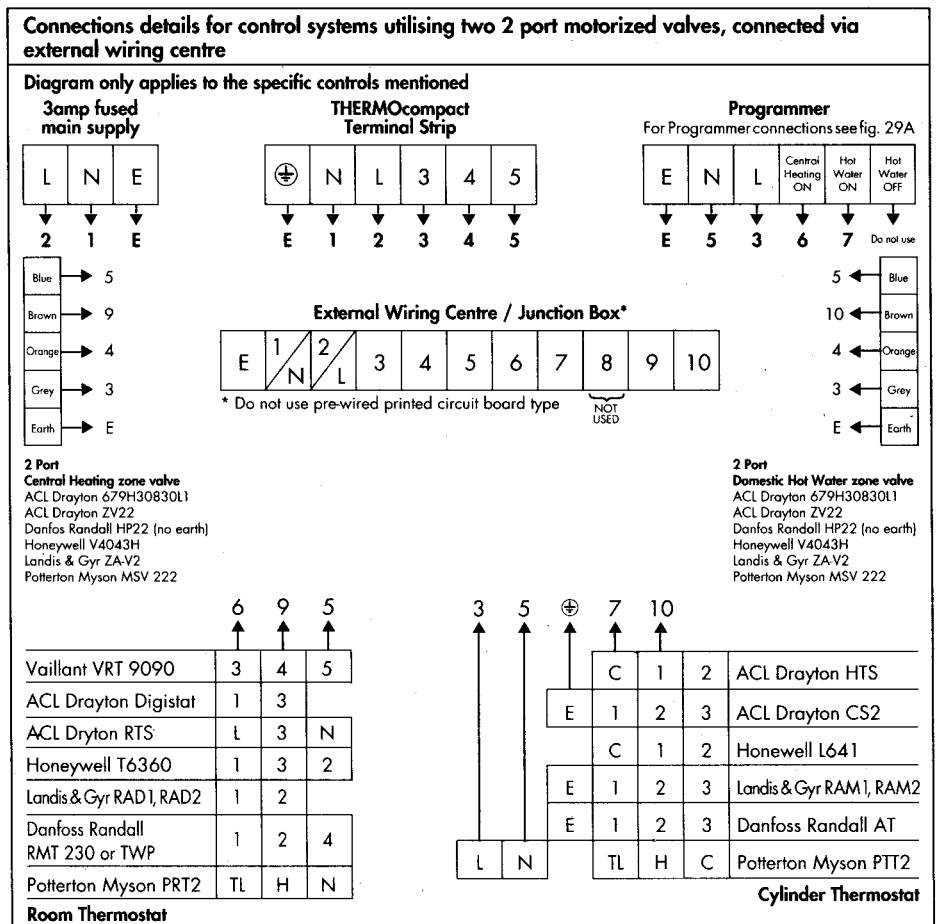 Connections details for control systems utilising two 2 port motorized valves, connected via
external wiring centre
Diagram only applies to the specific controls mentioned
3amp fused
main supply
L N E
2 1 E
THERMOcompact
Terminal Strip
⏚ N L 3 4 5
E 1 2 3 4 5
Programmer
For Programmer connections see fig. 29A
E N L Central Heating ON Hot Water ON Hot Water OFF
E 5 3 6 7 Do not use
Blue 5
Brown 9
Orange 4
Grey 3
Earth E
External Wiring Centre / Junction Box*
E 1/N 2/L 3 4 5 6 7 8 9 10
* Do not use pre-wired printed circuit board type
NOT
USED
5 Blue
10 Brown
4 Orange
3 Grey
E Earth
2 Port
Central Heating zone valve
ACL Drayton 679H30830L1
ACL Drayton ZV22
Danfos Randall HP22 (no earth)
Honeywell V4043H
Landis & Gyr ZA-V2
Potterton Myson MSV 222
2 Port
Domestic Hot Water zone valve
ACL Drayton 679H30830L1
ACL Drayton ZV22
Danfos Randall HP22 (no earth)
Honeywell V4043H
Landis & Gyr ZA-V2
Potterton Myson MSV 222
6 9 5
Vaillant VRT 9090 3 4 5
ACL Drayton Digistat 1 3
ACL Dryton RTS L 3 N
Honeywell T6360 1 3 2
Landis & Gyr RAD1, RAD2 1 2
Danfoss Randall
RMT 230 or TWP 1 2 4
Potterton Myson PRT2 TL H N
Room Thermostat
3 5 ⏚ 7 10
C 1 2 ACL Drayton HTS
E 1 2 3 ACL Drayton CS2
C 1 2 Honewell L641
E 1 2 3 Landis & Gyr RAM1, RAM2
E 1 2 3 Danfoss Randall AT
L N TL H C Potterton Myson PTT2
Cylinder Thermostat